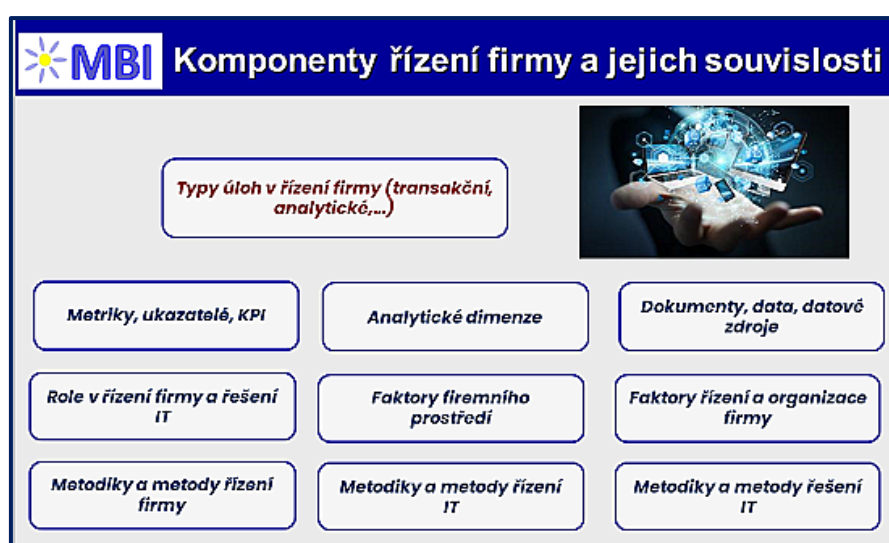 MBI Komponenty řízení firmy a jejich souvislosti
Typy úloh v řízení firmy (transakční,
analytické,...)
Metriky, ukazatelé, KPI
Analytické dimenze
Dokumenty, data, datové
zdroje
Role v řízení firmy a řešení
IT
Faktory firemního
prostředí
Faktory řízení a organizace
firmy
Metodiky a metody řízení
firmy
Metodiky a metody řízení
IT
Metodiky a metody řešení
IT